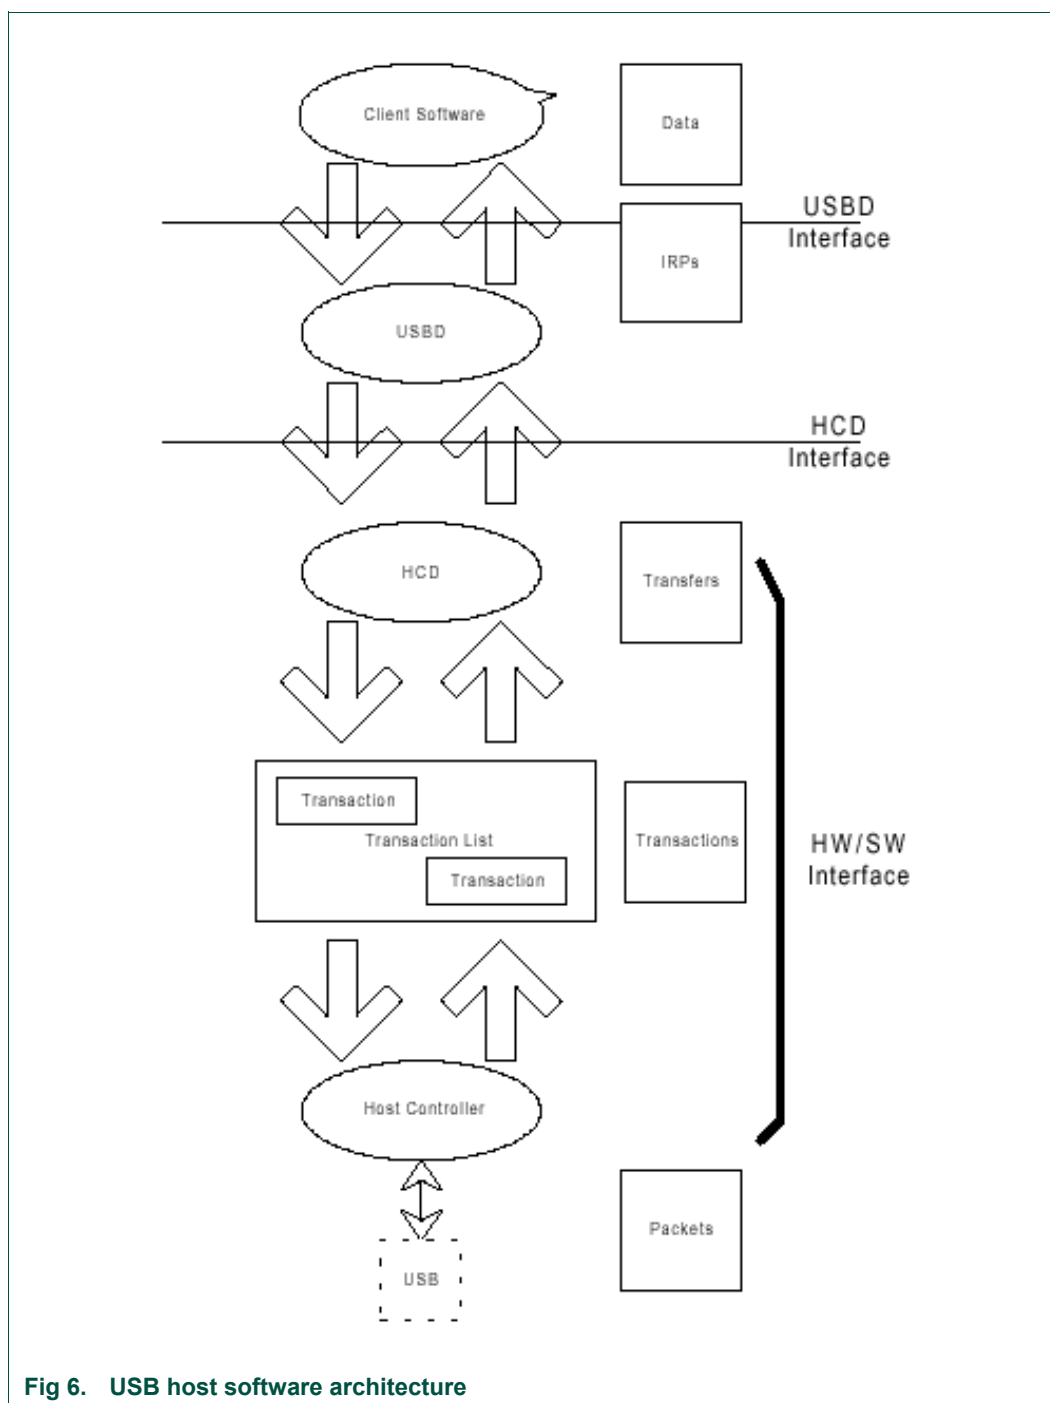 Client Software
Data
USBD
Interface
IRPs
USBD
HCD
Interface
HCD
Transfers
Transaction
Transaction List
Transaction
Transactions
HW/SW
Interface
Host Controller
Packets
USB
Fig 6. USB host software architecture